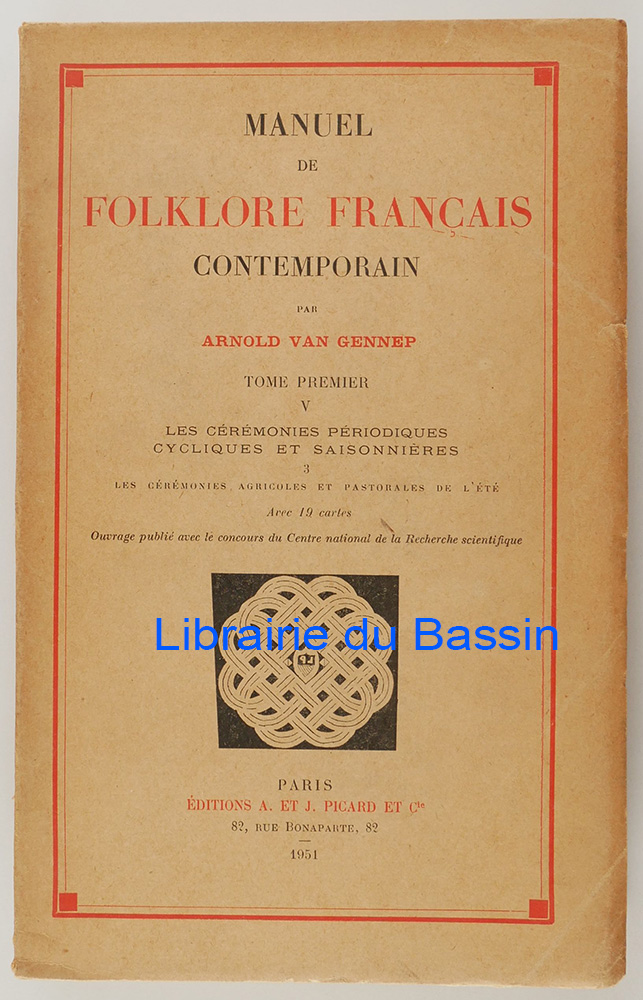 MANUEL
DE
FOLKLORE FRANÇAIS
CONTEMPORAIN
PAR
ARNOLD VAN GENNEP
TOME PREMIER
V
LES CÉRÉMONIES PÉRIODIQUES
CYCLIQUES ET SAISONNIÈRES
3
LES CÉRÉMONIES AGRICOLES ET PASTORALES DE L'ÉTÉ
Avec 19 cartes
Ouvrage publié avec le concours du Centre national de la Recherche scientifique
Librairie du Bassin
PARIS
ÉDITIONS A. ET J. PICARD ET Cie
82, RUE BONAPARTE, 82
1951